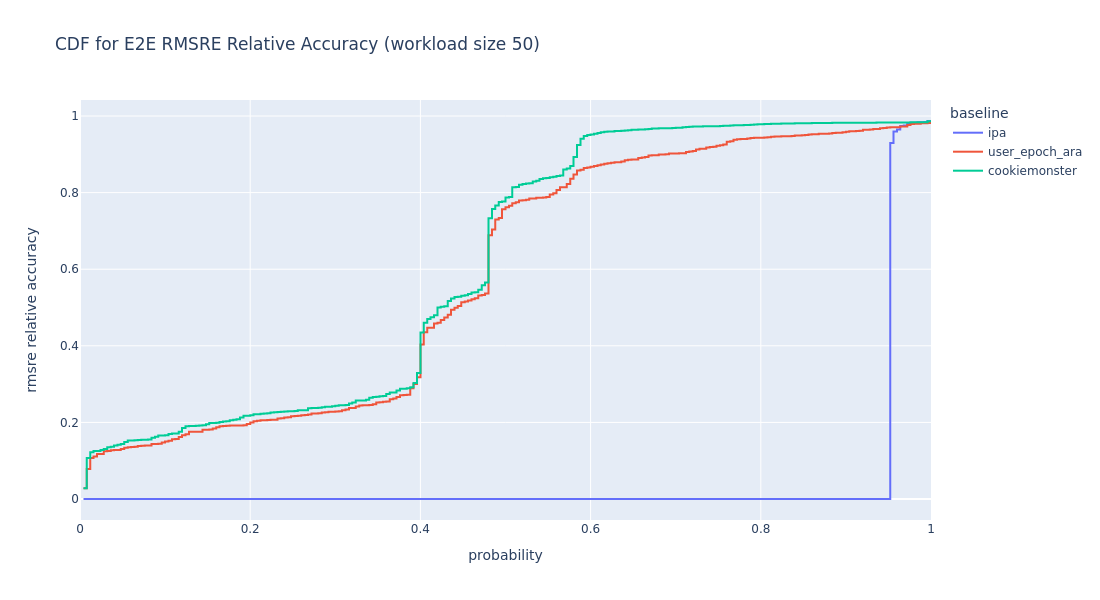 CDF for E2E RMSRE Relative Accuracy (workload size 50)
baseline
ipa
user_epoch_ara
cookiemonster
rmsre relative accuracy
1
0.8
0.6
0.4
0.2
0
0 0.2 0.4 0.6 0.8 1
probability